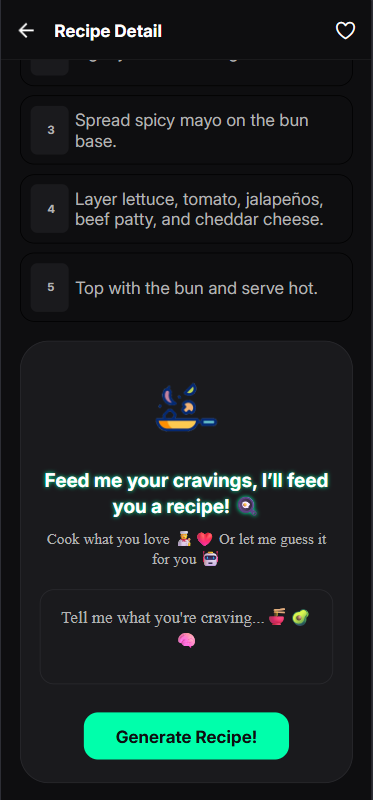 Recipe Detail
3
Spread spicy mayo on the bun
base.
4
Layer lettuce, tomato, jalapeños,
beef patty, and cheddar cheese.
5
Top with the bun and serve hot.
Feed me your cravings, I’ll feed
you a recipe! 🍳
Cook what you love 👩‍🍳 ❤️ Or let me guess it
for you 🤖
Tell me what you're craving... 🍜 🥑
🧠
Generate Recipe!